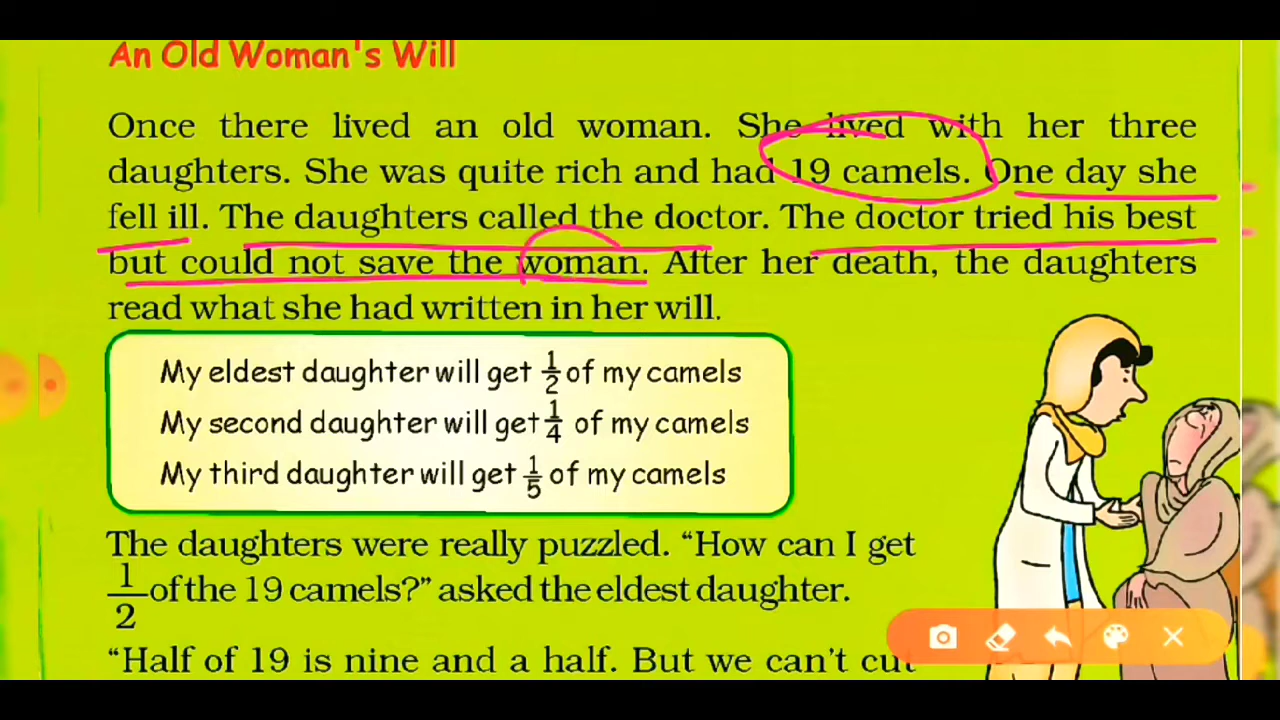 An Old Woman's Will
Once there lived an old woman. She lived with her three
daughters. She was quite rich and had 19 camels. One day she
fell ill. The daughters called the doctor. The doctor tried his best
but could not save the woman. After her death, the daughters
read what she had written in her will.
My eldest daughter will get 1/2 of my camels
My second daughter will get 1/4 of my camels
My third daughter will get 1/5 of my camels
The daughters were really puzzled. “How can I get
1/2 of the 19 camels?” asked the eldest daughter.
“Half of 19 is nine and a half. But we can't cut